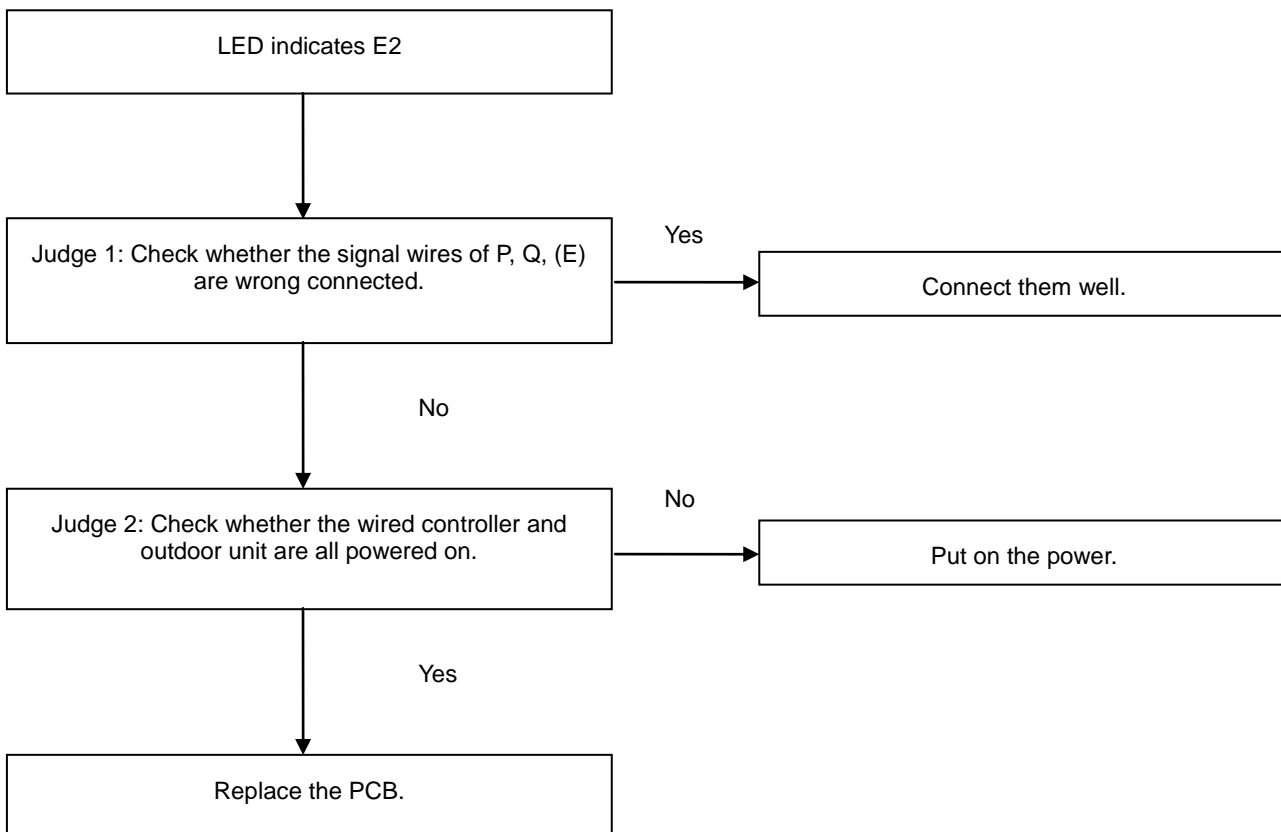 LED indicates E2
Judge 1: Check whether the signal wires of P, Q, (E)
are wrong connected.
Yes
Connect them well.
No
Judge 2: Check whether the wired controller and
outdoor unit are all powered on.
No
Put on the power.
Yes
Replace the PCB.